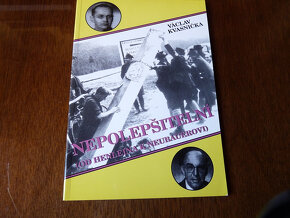 VÁCLAV
KVASNIČKA
NEPOLEPŠITELNÍ
(OD HENLEINA K NEUBAUEROVI)